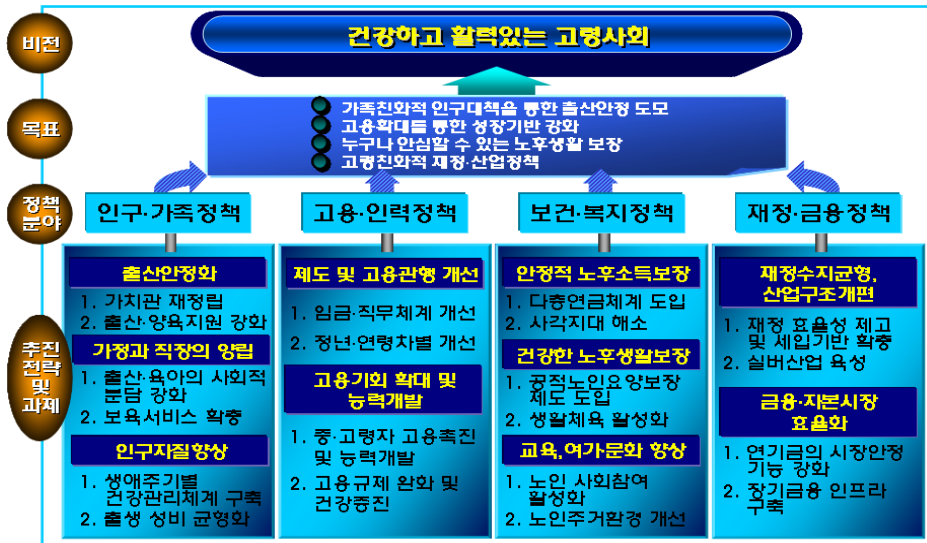 비전
건강하고 활력있는 고령사회
목표
가족친화적 인구대책을 통한 출산안정 도모
고용확대를 통한 성장기반 강화
누구나 안심할 수 있는 노후생활 보장
고령친화적 재정·산업정책
정책
분야
인구·가족정책
고용·인력정책
보건·복지정책
재정·금융정책
추진
전략
및
과제
출산안정화
1. 가치관 재정립
2. 출산·양육지원 강화
가정과 직장의 양립
1. 출산·육아의 사회적
분담 강화
2. 보육서비스 확충
인구자질향상
1. 생애주기별
건강관리체계 구축
2. 출생 성비 균형화
제도 및 고용관행 개선
1. 임금·직무체계 개선
2. 정년·연령차별 개선
고용기회 확대 및
능력개발
1. 중·고령자 고용촉진
및 능력개발
2. 고용규제 완화 및
건강증진
안정적 노후소득보장
1. 다층연금체계 도입
2. 사각지대 해소
건강한 노후생활보장
1. 공적노인요양보장
제도 도입
2. 생활체육 활성화
교육,여가문화 향상
1. 노인 사회참여
활성화
2. 노인주거환경 개선
재정수지균형,
산업구조개편
1. 재정 효율성 제고
및 세입기반 확충
2. 실버산업 육성
금융·자본시장
효율화
1. 연기금의 시장안정
기능 강화
2. 장기금융 인프라
구축